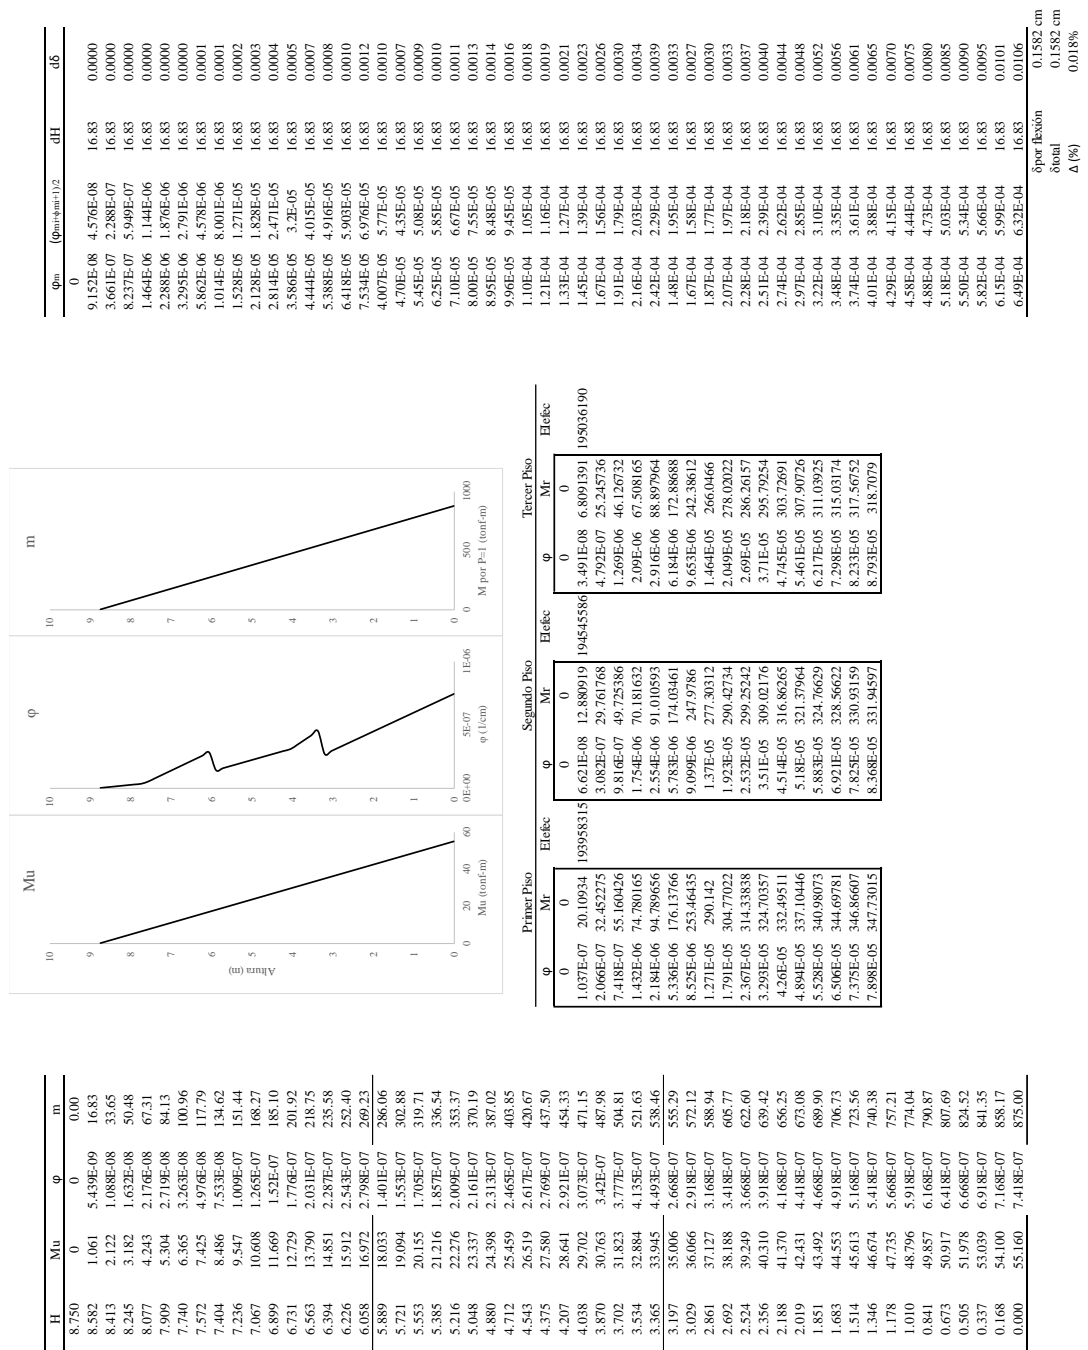 H Mu φ m
8.750 0 0 0.00
8.582 1.061 5.439E-09 16.83
8.413 2.122 1.088E-08 33.65
8.245 3.182 1.632E-08 50.48
8.077 4.243 2.176E-08 67.31
7.909 5.304 2.719E-08 84.13
7.740 6.365 3.263E-08 100.96
7.572 7.425 4.976E-08 117.79
7.404 8.486 7.533E-08 134.62
7.236 9.547 1.009E-07 151.44
7.067 10.608 1.265E-07 168.27
6.899 11.669 1.52E-07 185.10
6.731 12.729 1.776E-07 201.92
6.563 13.790 2.031E-07 218.75
6.394 14.851 2.287E-07 235.58
6.226 15.912 2.543E-07 252.40
6.058 16.972 2.798E-07 269.23
5.889 18.033 1.401E-07 286.06
5.721 19.094 1.553E-07 302.88
5.553 20.155 1.705E-07 319.71
5.385 21.216 1.857E-07 336.54
5.216 22.276 2.009E-07 353.37
5.048 23.337 2.161E-07 370.19
4.880 24.398 2.313E-07 387.02
4.712 25.459 2.465E-07 403.85
4.543 26.519 2.617E-07 420.67
4.375 27.580 2.769E-07 437.50
4.207 28.641 2.921E-07 454.33
4.038 29.702 3.073E-07 471.15
3.870 30.763 3.42E-07 487.98
3.702 31.823 3.777E-07 504.81
3.534 32.884 4.135E-07 521.63
3.365 33.945 4.493E-07 538.46
3.197 35.006 2.668E-07 555.29
3.029 36.066 2.918E-07 572.12
2.861 37.127 3.168E-07 588.94
2.692 38.188 3.418E-07 605.77
2.524 39.249 3.668E-07 622.60
2.356 40.310 3.918E-07 639.42
2.188 41.370 4.168E-07 656.25
2.019 42.431 4.418E-07 673.08
1.851 43.492 4.668E-07 689.90
1.683 44.553 4.918E-07 706.73
1.514 45.613 5.168E-07 723.56
1.346 46.674 5.418E-07 740.38
1.178 47.735 5.668E-07 757.21
1.010 48.796 5.918E-07 774.04
0.841 49.857 6.168E-07 790.87
0.673 50.917 6.418E-07 807.69
0.505 51.978 6.668E-07 824.52
0.337 53.039 6.918E-07 841.35
0.168 54.100 7.168E-07 858.17
0.000 55.160 7.418E-07 875.00
Mu
10
9
8
7
6
5
4
3
2
1
0
Altura (m)
0 20 40 60
Mu (tonf-m)
φ
10
9
8
7
6
5
4
3
2
1
0
0E+00 5E-07 1E-06
φ (1/cm)
m
10
9
8
7
6
5
4
3
2
1
0
0 500 1000
M por P=1 (tonf-m)
Primer Piso
φ Mr EIefec
0 0
1.037E-07 20.10934 193958315
2.066E-07 32.452275
7.418E-07 55.160426
1.432E-06 74.780165
2.184E-06 94.789656
5.336E-06 176.13766
8.525E-06 253.46435
1.271E-05 290.142
1.791E-05 304.77022
2.367E-05 314.33838
3.293E-05 324.70357
4.26E-05 332.49511
4.894E-05 337.10446
5.528E-05 340.98073
6.506E-05 344.69781
7.375E-05 346.86607
7.898E-05 347.73015
Segundo Piso
φ Mr EIefec
0 0
6.621E-08 12.880919 194545586
3.082E-07 29.761768
9.816E-07 49.725386
1.754E-06 70.181632
2.554E-06 91.010593
5.783E-06 174.03461
9.099E-06 247.9786
1.37E-05 277.30312
1.923E-05 290.42734
2.532E-05 299.25242
3.51E-05 309.02176
4.514E-05 316.86265
5.18E-05 321.37964
5.883E-05 324.76629
6.921E-05 328.56622
7.825E-05 330.93159
8.368E-05 331.94597
Tercer Piso
φ Mr EIefec
0 0
3.491E-08 6.8091391 195036190
4.792E-07 25.245736
1.269E-06 46.126732
2.09E-06 67.508165
2.916E-06 88.897964
6.184E-06 172.88688
9.653E-06 242.38612
1.464E-05 266.0466
2.049E-05 278.02022
2.69E-05 286.26157
3.71E-05 295.79254
4.745E-05 303.72691
5.461E-05 307.90726
6.217E-05 311.03925
7.298E-05 315.03174
8.233E-05 317.56752
8.793E-05 318.7079
φm (φmi+φmi+1)/2 dH dδ
0
9.152E-08 4.576E-08 16.83 0.0000
3.661E-07 2.288E-07 16.83 0.0000
8.237E-07 5.949E-07 16.83 0.0000
1.464E-06 1.144E-06 16.83 0.0000
2.288E-06 1.876E-06 16.83 0.0000
3.295E-06 2.791E-06 16.83 0.0000
5.862E-06 4.578E-06 16.83 0.0001
1.014E-05 8.001E-06 16.83 0.0001
1.528E-05 1.271E-05 16.83 0.0002
2.128E-05 1.828E-05 16.83 0.0003
2.814E-05 2.471E-05 16.83 0.0004
3.586E-05 3.2E-05 16.83 0.0005
4.444E-05 4.015E-05 16.83 0.0007
5.388E-05 4.916E-05 16.83 0.0008
6.418E-05 5.903E-05 16.83 0.0010
7.534E-05 6.976E-05 16.83 0.0012
4.007E-05 5.77E-05 16.83 0.0010
4.70E-05 4.35E-05 16.83 0.0007
5.45E-05 5.08E-05 16.83 0.0009
6.25E-05 5.85E-05 16.83 0.0010
7.10E-05 6.67E-05 16.83 0.0011
8.00E-05 7.55E-05 16.83 0.0013
8.95E-05 8.48E-05 16.83 0.0014
9.96E-05 9.45E-05 16.83 0.0016
1.10E-04 1.05E-04 16.83 0.0018
1.21E-04 1.16E-04 16.83 0.0019
1.33E-04 1.27E-04 16.83 0.0021
1.45E-04 1.39E-04 16.83 0.0023
1.67E-04 1.56E-04 16.83 0.0026
1.91E-04 1.79E-04 16.83 0.0030
2.16E-04 2.03E-04 16.83 0.0034
2.42E-04 2.29E-04 16.83 0.0039
1.48E-04 1.95E-04 16.83 0.0033
1.67E-04 1.58E-04 16.83 0.0027
1.87E-04 1.77E-04 16.83 0.0030
2.07E-04 1.97E-04 16.83 0.0033
2.28E-04 2.18E-04 16.83 0.0037
2.51E-04 2.39E-04 16.83 0.0040
2.74E-04 2.62E-04 16.83 0.0044
2.97E-04 2.85E-04 16.83 0.0048
3.22E-04 3.10E-04 16.83 0.0052
3.48E-04 3.35E-04 16.83 0.0056
3.74E-04 3.61E-04 16.83 0.0061
4.01E-04 3.88E-04 16.83 0.0065
4.29E-04 4.15E-04 16.83 0.0070
4.58E-04 4.44E-04 16.83 0.0075
4.88E-04 4.73E-04 16.83 0.0080
5.18E-04 5.03E-04 16.83 0.0085
5.50E-04 5.34E-04 16.83 0.0090
5.82E-04 5.66E-04 16.83 0.0095
6.15E-04 5.99E-04 16.83 0.0101
6.49E-04 6.32E-04 16.83 0.0106
δpor flexión 0.1582 cm
δtotal 0.1582 cm
Δ (%) 0.018%